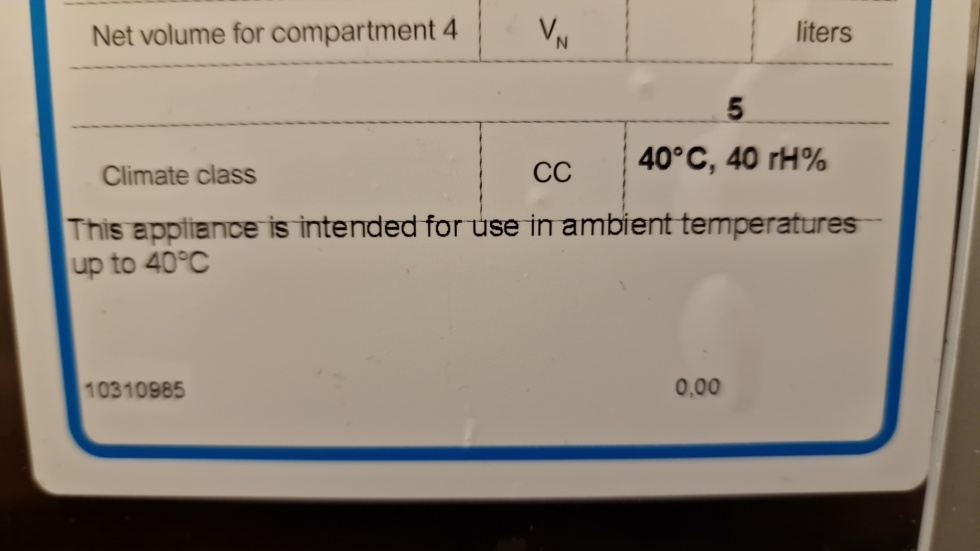 Net volume for compartment 4 VN liters
5
Climate class CC 40°C, 40 rH%
This appliance is intended for use in ambient temperatures
up to 40°C
10310985 0,00